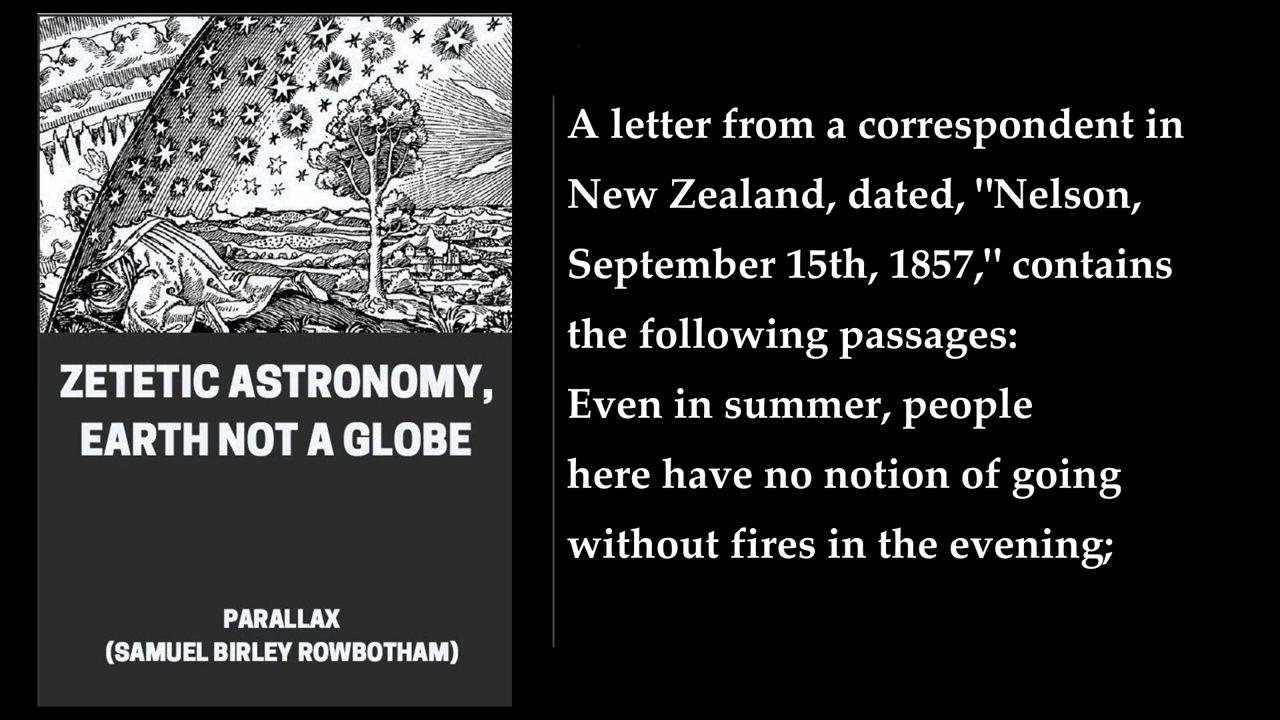 ZETETIC ASTRONOMY,
EARTH NOT A GLOBE
PARALLAX
(SAMUEL BIRLEY ROWBOTHAM)
A letter from a correspondent in
New Zealand, dated, "Nelson,
September 15th, 1857," contains
the following passages:
Even in summer, people
here have no notion of going
without fires in the evening;